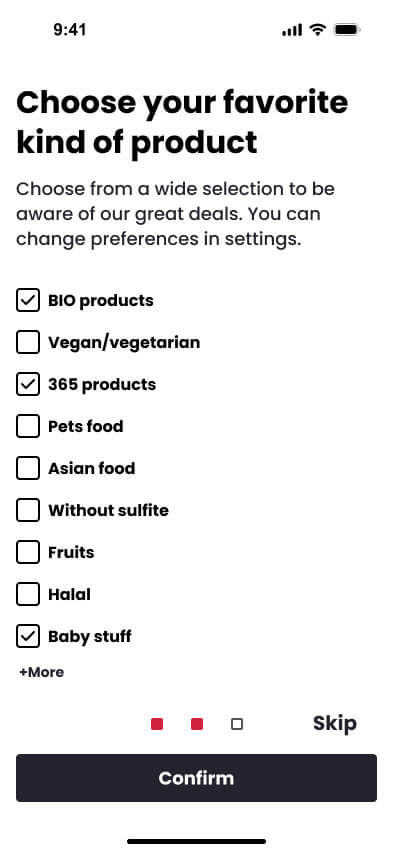 9:41
Choose your favorite
kind of product
Choose from a wide selection to be
aware of our great deals. You can
change preferences in settings.
BIO products
Vegan/vegetarian
365 products
Pets food
Asian food
Without sulfite
Fruits
Halal
Baby stuff
+More
Skip
Confirm